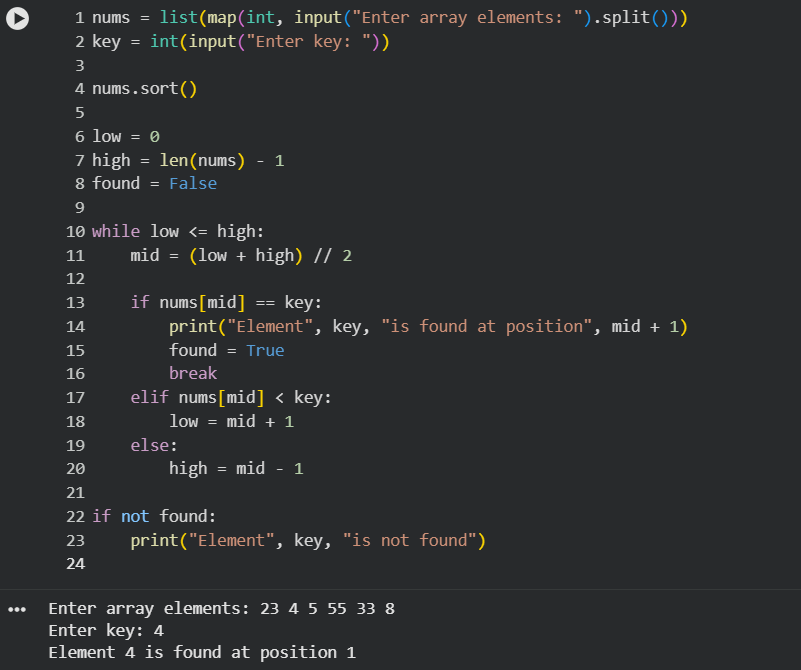 1 nums = list(map(int, input("Enter array elements: ").split()))
2 key = int(input("Enter key: "))
3
4 nums.sort()
5
6 low = 0
7 high = len(nums) - 1
8 found = False
9
10 while low <= high:
11     mid = (low + high) // 2
12
13     if nums[mid] == key:
14         print("Element", key, "is found at position", mid + 1)
15         found = True
16         break
17     elif nums[mid] < key:
18         low = mid + 1
19     else:
20         high = mid - 1
21
22 if not found:
23     print("Element", key, "is not found")
24
Enter array elements: 23 4 5 55 33 8
Enter key: 4
Element 4 is found at position 1